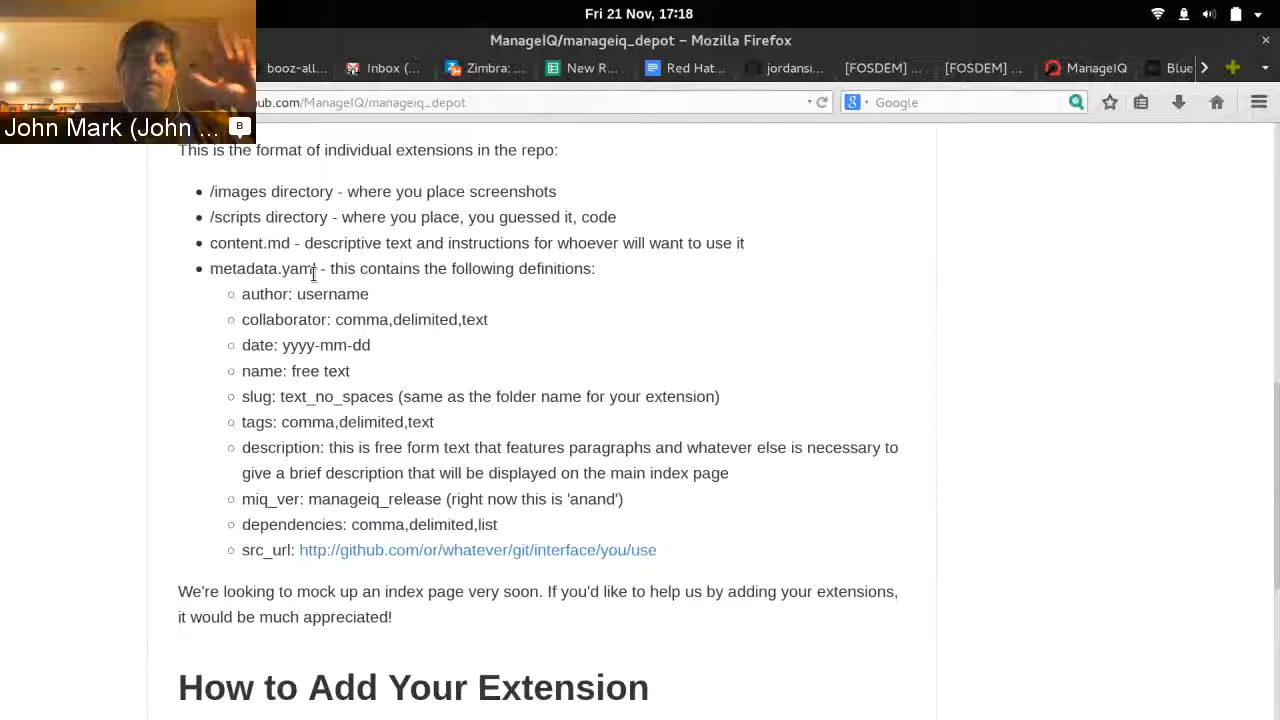 Fri 21 Nov, 17:18
ManageIQ/manageiq_depot – Mozilla Firefox
booz-all... Inbox (... Zimbra: ... New R... Red Hat... jordansi... [FOSDEM] ... [FOSDEM] ... ManageIQ Blue
hub.com/ManageIQ/manageiq_depot Google
John Mark (John ... B
This is the format of individual extensions in the repo:
/images directory - where you place screenshots
/scripts directory - where you place, you guessed it, code
content.md - descriptive text and instructions for whoever will want to use it
metadata.yaml - this contains the following definitions:
author: username
collaborator: comma,delimited,text
date: yyyy-mm-dd
name: free text
slug: text_no_spaces (same as the folder name for your extension)
tags: comma,delimited,text
description: this is free form text that features paragraphs and whatever else is necessary to
give a brief description that will be displayed on the main index page
miq_ver: manageiq_release (right now this is 'anand')
dependencies: comma,delimited,list
src_url: http://github.com/or/whatever/git/interface/you/use
We're looking to mock up an index page very soon. If you'd like to help us by adding your extensions,
it would be much appreciated!
How to Add Your Extension